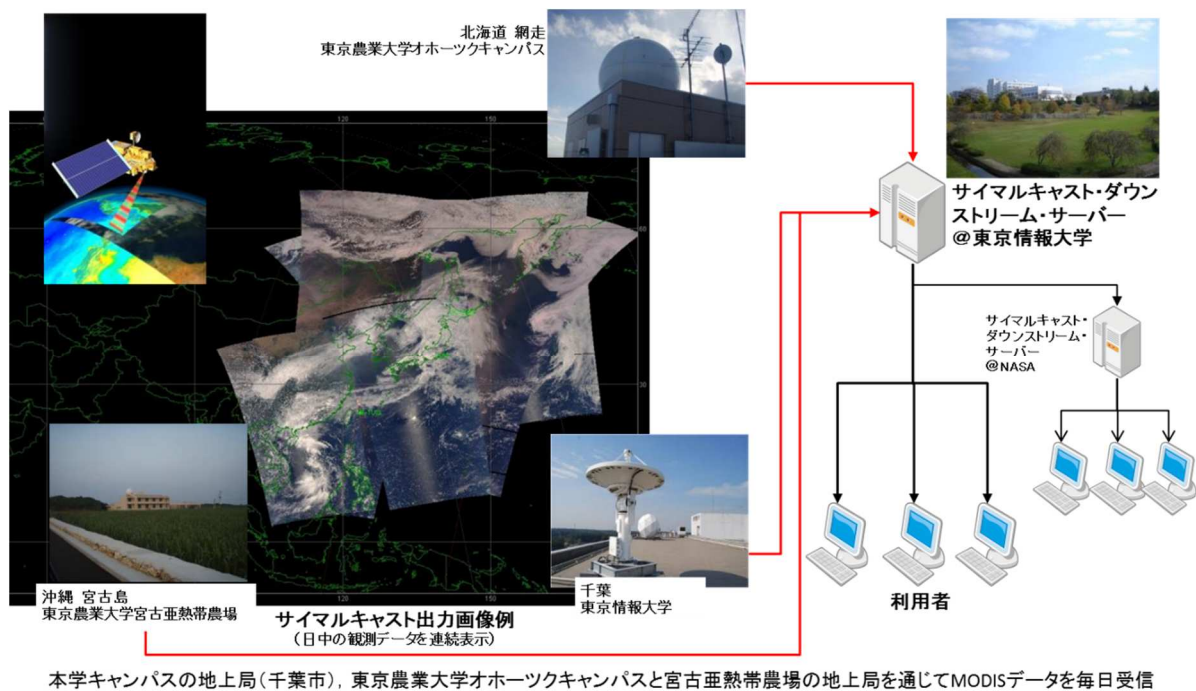 北海道 網走
東京農業大学オホーツクキャンパス
サイマルキャスト・ダウン
ストリーム・サーバー
@東京情報大学
サイマルキャスト・
ダウンストリーム・
サーバー
@NASA
利用者
沖縄 宮古島
東京農業大学宮古亜熱帯農場
千葉
東京情報大学
サイマルキャスト出力画像例
(日中の観測データを連続表示)
120
150
60
30
120
150
本学キャンパスの地上局(千葉市),東京農業大学オホーツクキャンパスと宮古亜熱帯農場の地上局を通じてMODISデータを毎日受信